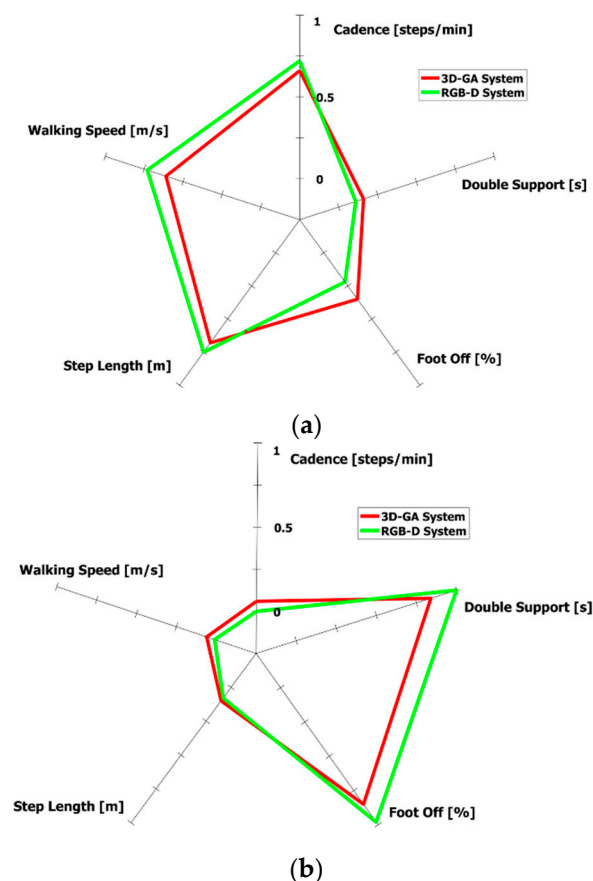 1
Cadence [steps/min]
3D-GA System
RGB-D System
0.5
Walking Speed [m/s]
0
Double Support [s]
Step Length [m]
Foot Off [%]
(a)
1
Cadence [steps/min]
3D-GA System
RGB-D System
0.5
Walking Speed [m/s]
0
Double Support [s]
Step Length [m]
Foot Off [%]
(b)